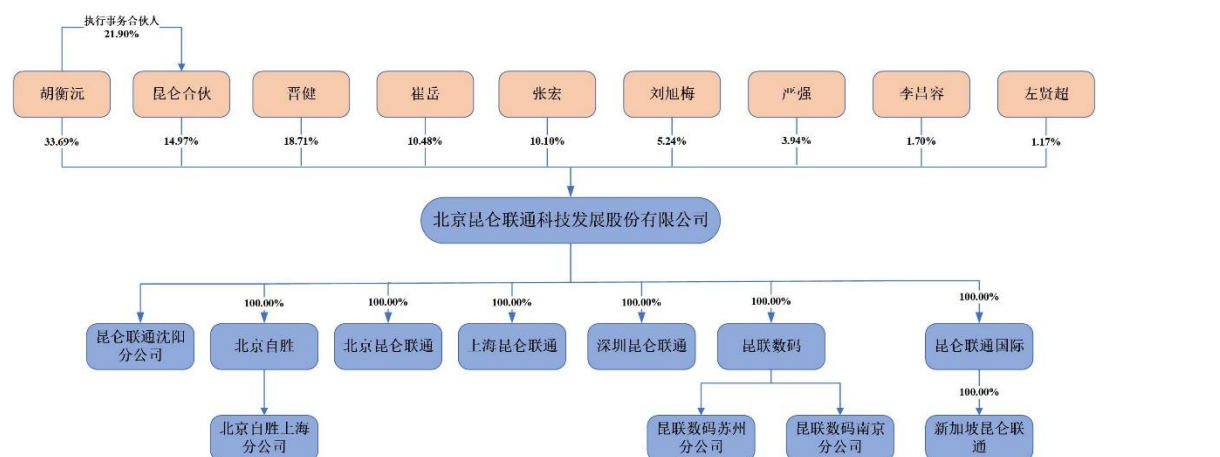 执行事务合伙人
21.90%
胡衡沅
昆仑合伙
晋健
崔岳
张宏
刘旭梅
严强
李昌容
左贤超
33.69%
14.97%
18.71%
10.48%
10.10%
5.24%
3.94%
1.70%
1.17%
北京昆仑联通科技发展股份有限公司
100.00%
100.00%
100.00%
100.00%
100.00%
100.00%
昆仑联通沈阳
分公司
北京自胜
北京昆仑联通
上海昆仑联通
深圳昆仑联通
昆联数码
昆仑联通国际
100.00%
北京自胜上海
分公司
昆联数码苏州
分公司
昆联数码南京
分公司
新加坡昆仑联
通